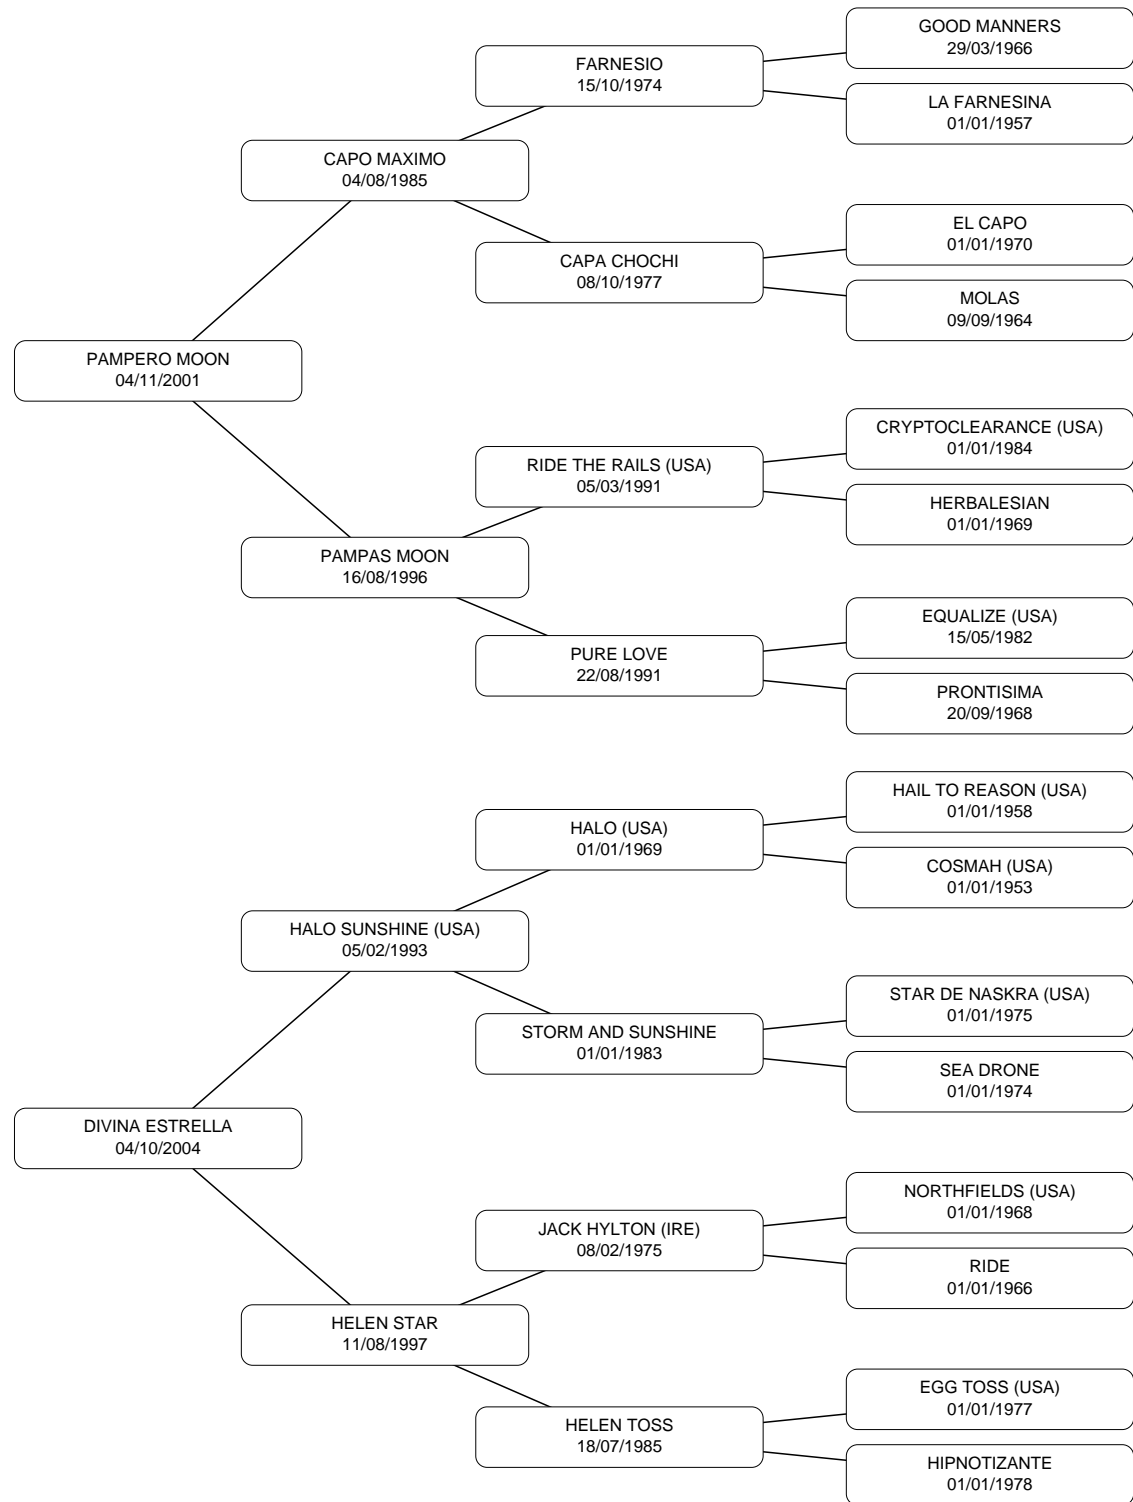 GOOD MANNERS
29/03/1966
FARNESIO
15/10/1974
LA FARNESINA
01/01/1957
CAPO MAXIMO
04/08/1985
EL CAPO
01/01/1970
CAPA CHOCHI
08/10/1977
MOLAS
09/09/1964
PAMPERO MOON
04/11/2001
CRYPTOCLEARANCE (USA)
01/01/1984
RIDE THE RAILS (USA)
05/03/1991
HERBALESIAN
01/01/1969
PAMPAS MOON
16/08/1996
EQUALIZE (USA)
15/05/1982
PURE LOVE
22/08/1991
PRONTISIMA
20/09/1968
HAIL TO REASON (USA)
01/01/1958
HALO (USA)
01/01/1969
COSMAH (USA)
01/01/1953
HALO SUNSHINE (USA)
05/02/1993
STAR DE NASKRA (USA)
01/01/1975
STORM AND SUNSHINE
01/01/1983
SEA DRONE
01/01/1974
DIVINA ESTRELLA
04/10/2004
NORTHFIELDS (USA)
01/01/1968
JACK HYLTON (IRE)
08/02/1975
RIDE
01/01/1966
HELEN STAR
11/08/1997
EGG TOSS (USA)
01/01/1977
HELEN TOSS
18/07/1985
HIPNOTIZANTE
01/01/1978